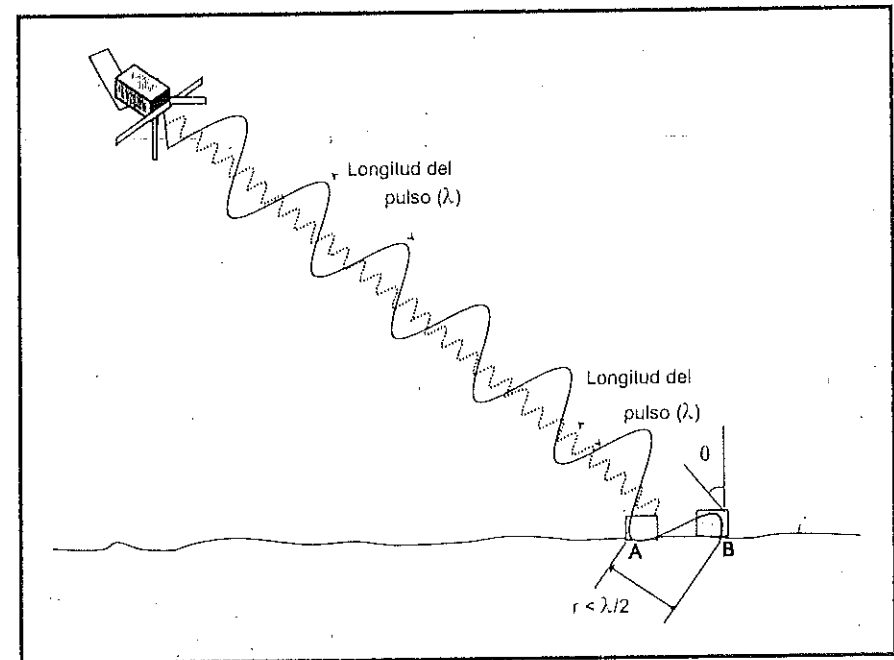 Longitud del
pulso (λ)
Longitud del
pulso (λ)
θ
A
B
r < λ/2